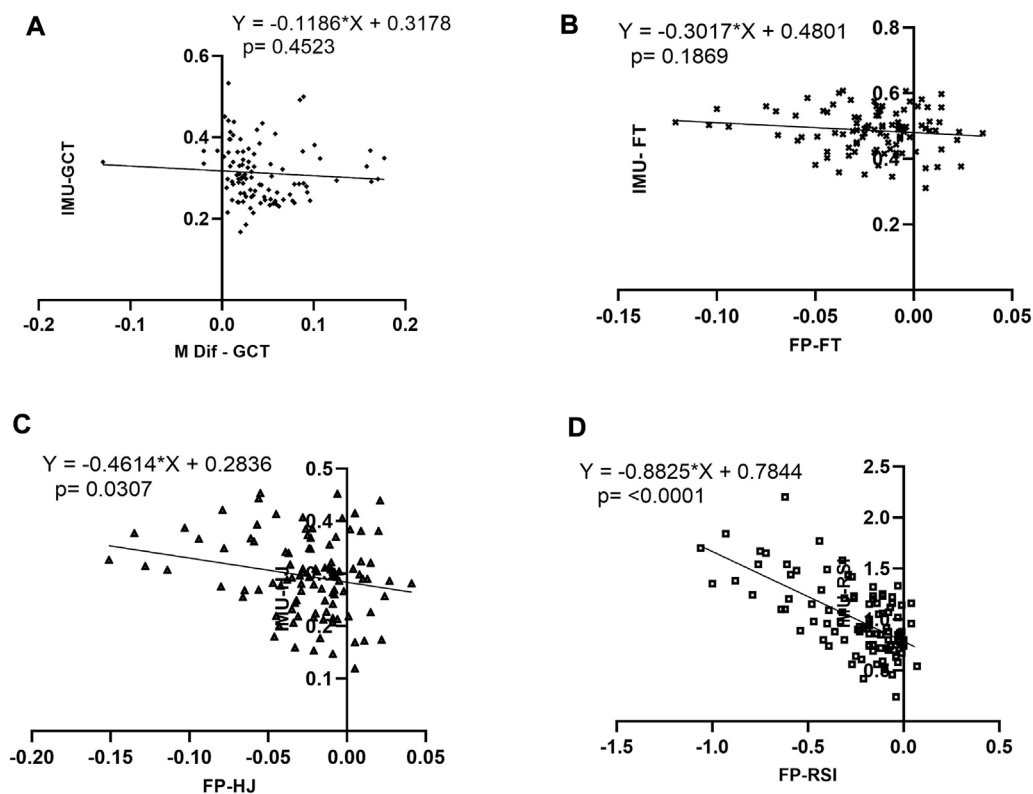 A
Y = -0.1186*X + 0.3178
p= 0.4523
0.6
0.4
0.2
IMU-GCT
-0.2
-0.1
0.0
0.1
0.2
M Dif - GCT
B
Y = -0.3017*X + 0.4801
p= 0.1869
0.8
0.6
0.4
0.2
IMU- FT
-0.15
-0.10
-0.05
0.00
0.05
FP-FT
C
Y = -0.4614*X + 0.2836
p= 0.0307
0.5
0.4
0.2
0.1
-0.20
-0.15
-0.10
-0.05
0.00
0.05
FP-HJ
D
Y = -0.8825*X + 0.7844
p= <0.0001
2.5
2.0
1.5
IMU-RSI
-1.5
-1.0
-0.5
0.0
0.5
FP-RSI